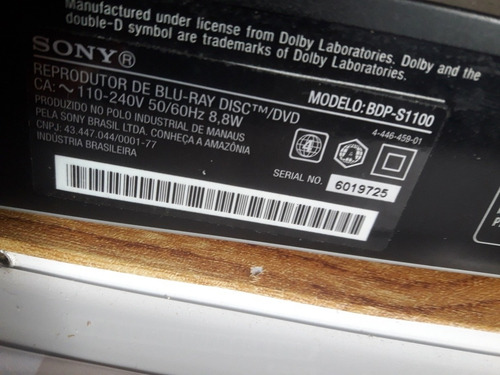 Manufactured under license from Dolby Laboratories. Dolby and the
double-D symbol are trademarks of Dolby Laboratories.
SONY®
REPRODUTOR DE BLU-RAY DISC™/DVD
MODELO:BDP-S1100
CA: ~ 110-240V 50/60Hz 8,8W
4-446-459-01
PRODUZIDO NO POLO INDUSTRIAL DE MANAUS
PELA SONY BRASIL LTDA. CONHEÇA A AMAZÔNIA
CNPJ: 43.447.044/0001-77
INDÚSTRIA BRASILEIRA
4
A
SERIAL NO. 6019725